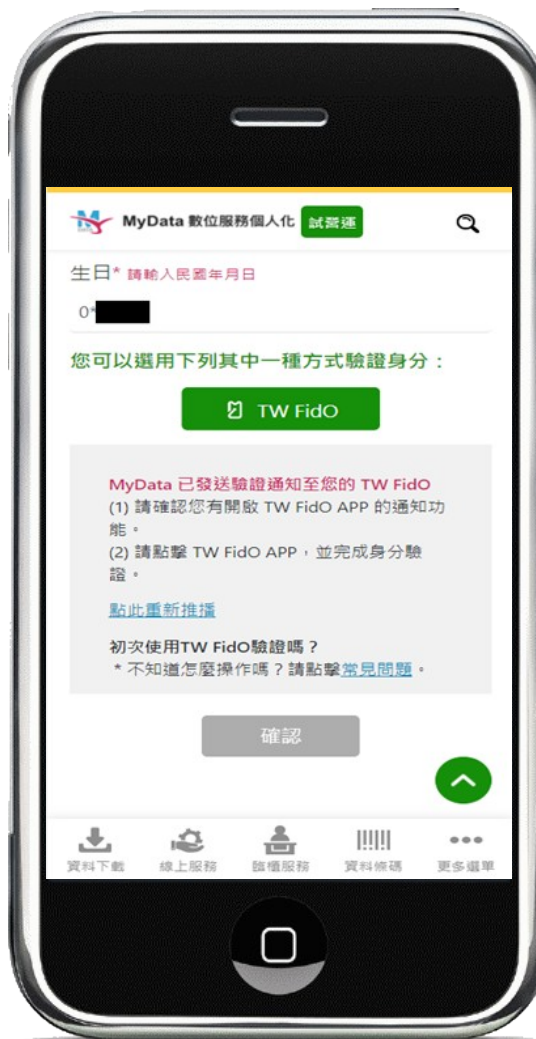 MyData 數位服務個人化 試營運
生日* 請輸入民國年月日
0*
您可以選用下列其中一種方式驗證身分：
TW FidO
MyData 已發送驗證通知至您的 TW FidO
(1) 請確認您有開啟 TW FidO APP 的通知功
能。
(2) 請點擊 TW FidO APP，並完成身分驗
證。
點此重新推播
初次使用TW FidO驗證嗎？
* 不知道怎麼操作嗎？請點擊常見問題。
確認
資料下載 線上服務 臨櫃服務 資料條碼 更多選單